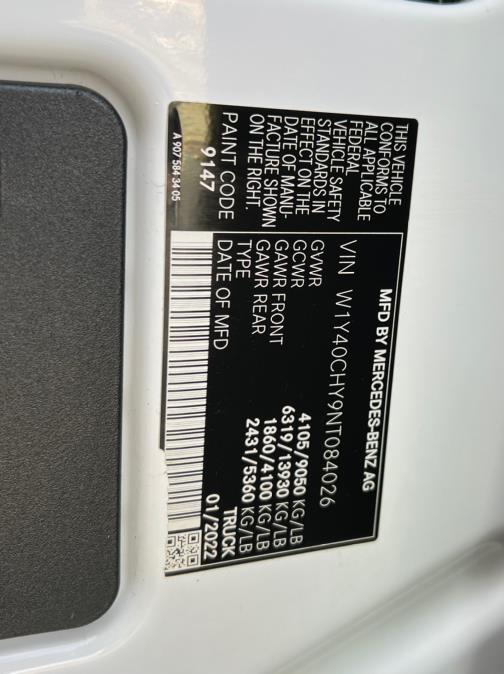 THIS VEHICLE
CONFORMS TO
ALL APPLICABLE
FEDERAL
VEHICLE SAFETY
STANDARDS IN
EFFECT ON THE
DATE OF MANU-
FACTURE SHOWN
ON THE RIGHT.
PAINT CODE
9147
A 907 584 34 05
MFD BY MERCEDES-BENZ AG
VIN W1Y40CHY9NT084026
GVWR 4105/9050 KG/LB
GCWR 6319/13930 KG/LB
GAWR FRONT 1860/4100 KG/LB
GAWR REAR 2431/5360 KG/LB
TYPE TRUCK
DATE OF MFD 01/2022